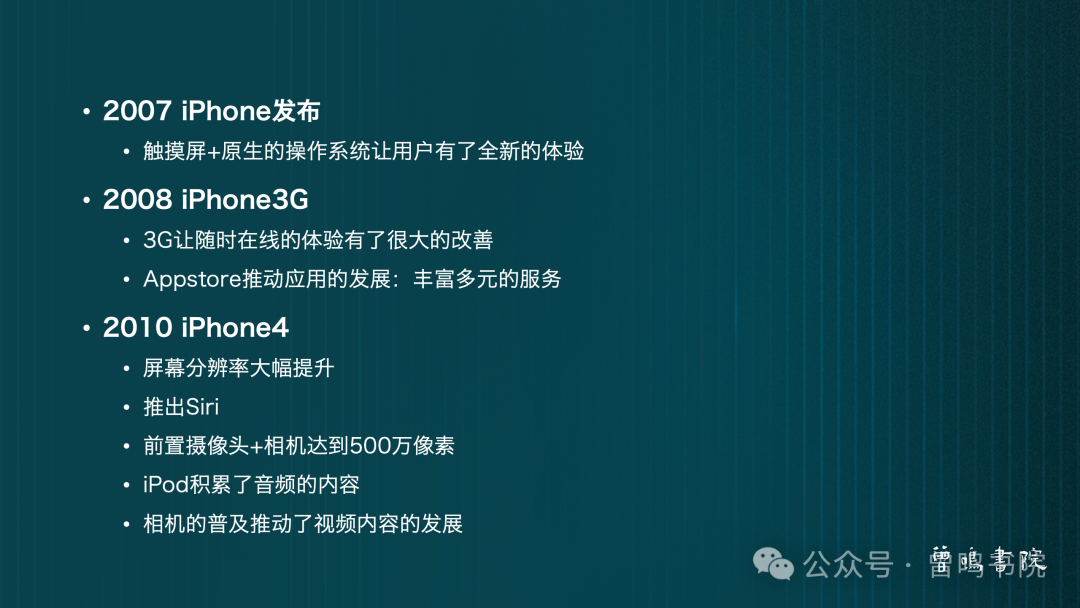 • 2007 iPhone发布
• 触摸屏+原生的操作系统让用户有了全新的体验
• 2008 iPhone3G
• 3G让随时在线的体验有了很大的改善
• Appstore推动应用的发展：丰富多元的服务
• 2010 iPhone4
• 屏幕分辨率大幅提升
• 推出Siri
• 前置摄像头+相机达到500万像素
• iPod积累了音频的内容
• 相机的普及推动了视频内容的发展
公众号 · 曾鸣书院
曾鳴書院